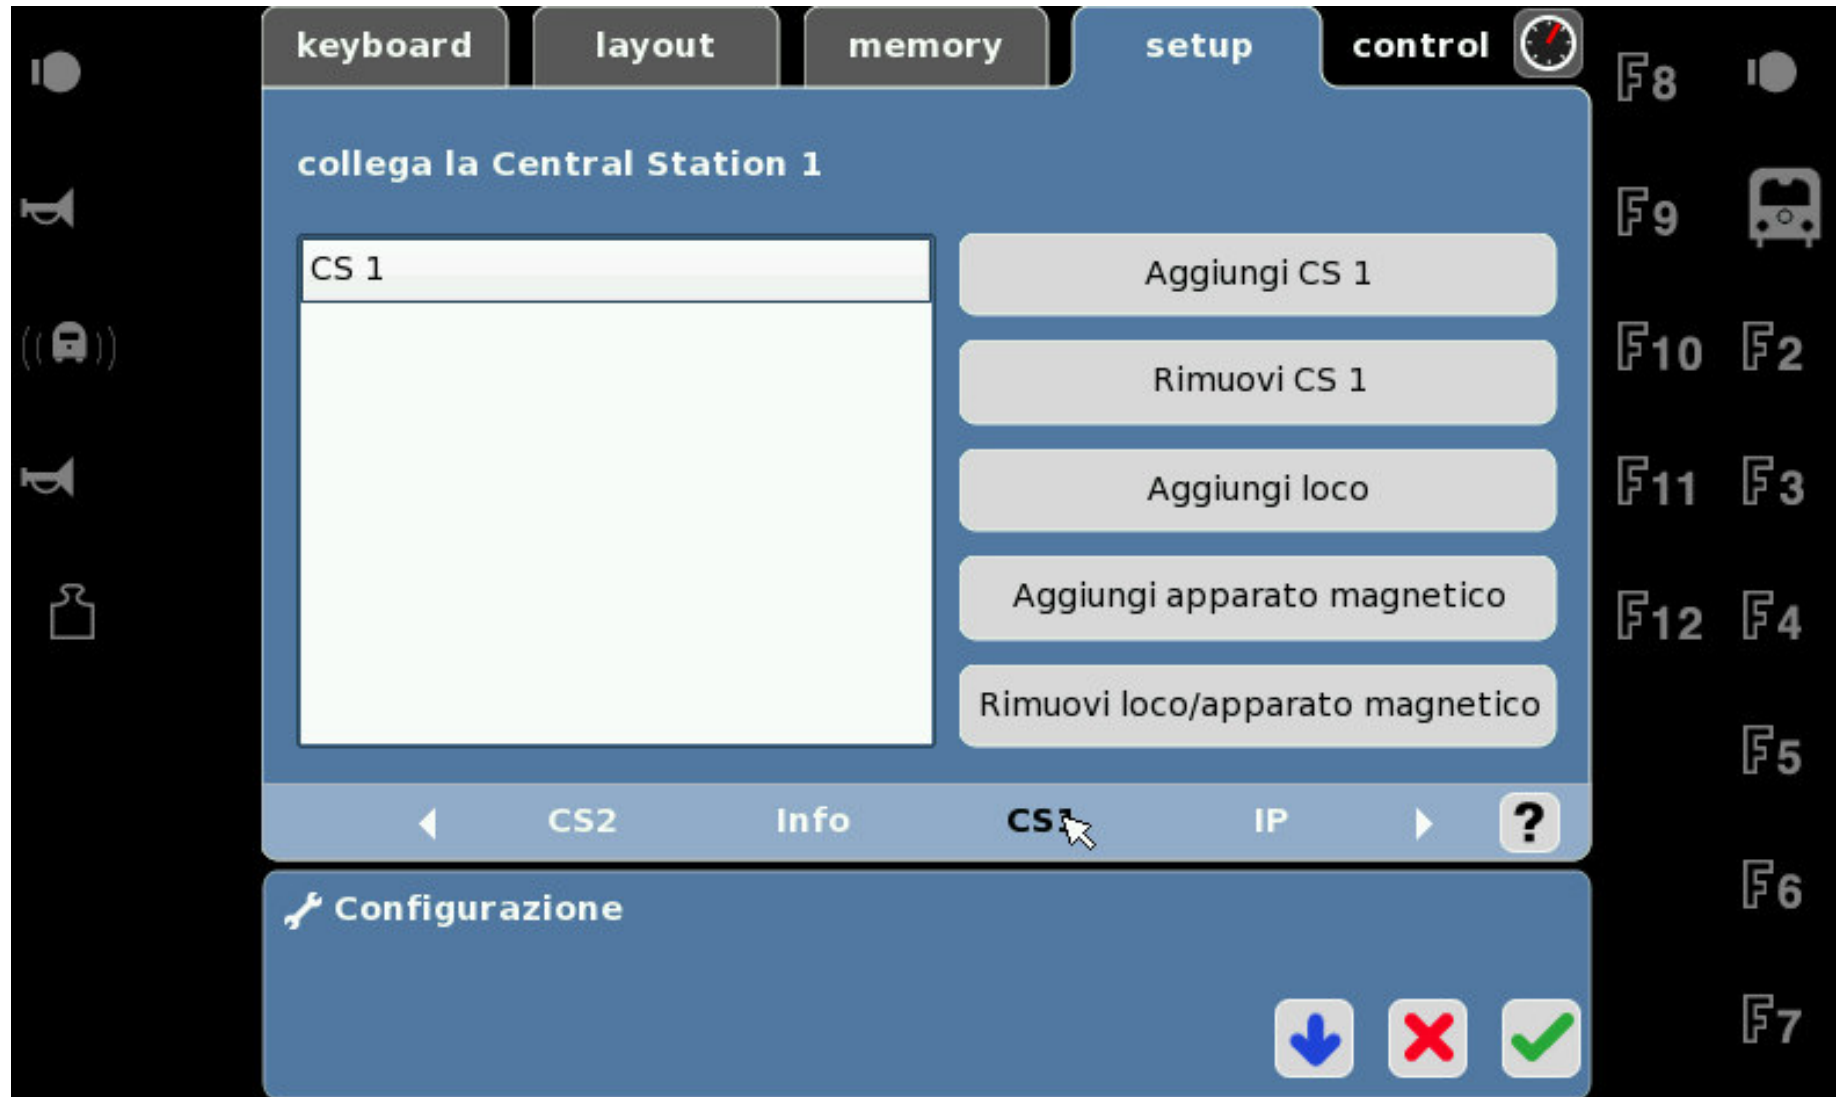 keyboard layout memory setup control
collega la Central Station 1
CS 1
Aggiungi CS 1
Rimuovi CS 1
Aggiungi loco
Aggiungi apparato magnetico
Rimuovi loco/apparato magnetico
CS2 Info CS1 IP ?
Configurazione
F8
F9
F10 F2
F11 F3
F12 F4
F5
F6
F7